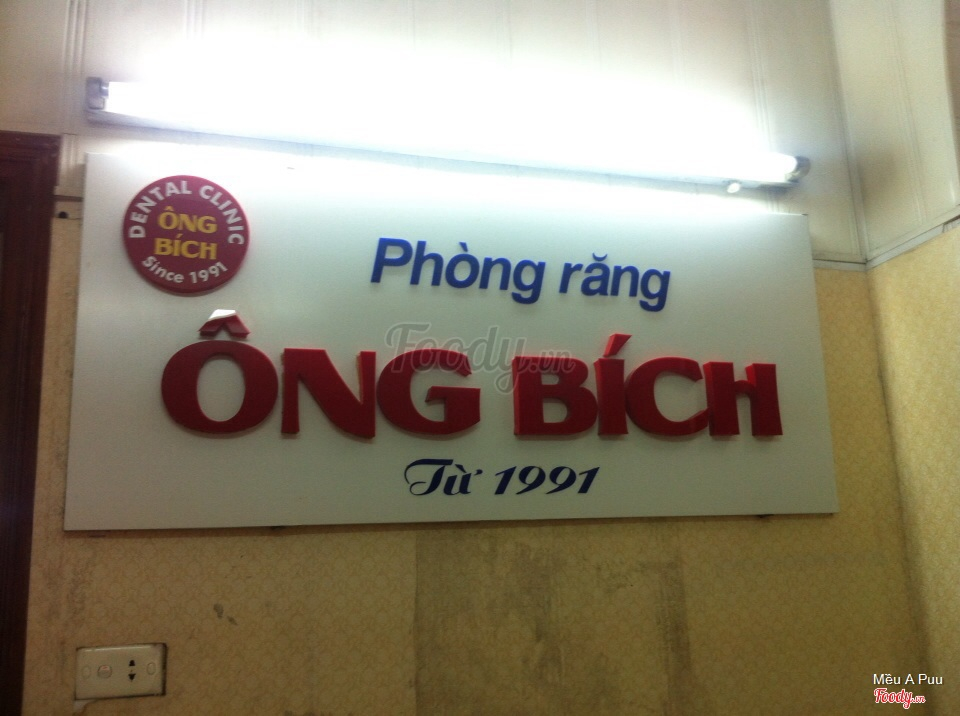 DENTAL CLINIC
ÔNG
BÍCH
Since 1991
Phòng răng
ÔNG BÍCH
Từ 1991
Foody.vn
Mều A Puu
Foody.vn